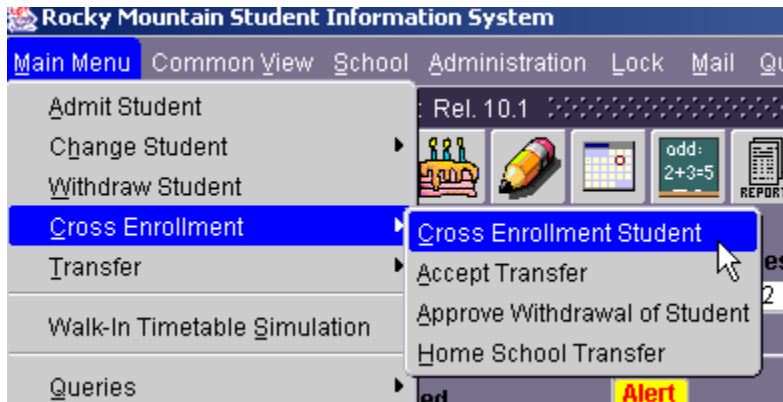 Rocky Mountain Student Information System
Main Menu Common View School Administration Lock Mail
Admit Student
: Rel. 10.1
Change Student
odd:
2+3=5
Withdraw Student
REPOR
Cross Enrollment
Cross Enrollment Student
Transfer
Accept Transfer
2
Approve Withdrawal of Student
Walk-In Timetable Simulation
Home School Transfer
Queries
Alert